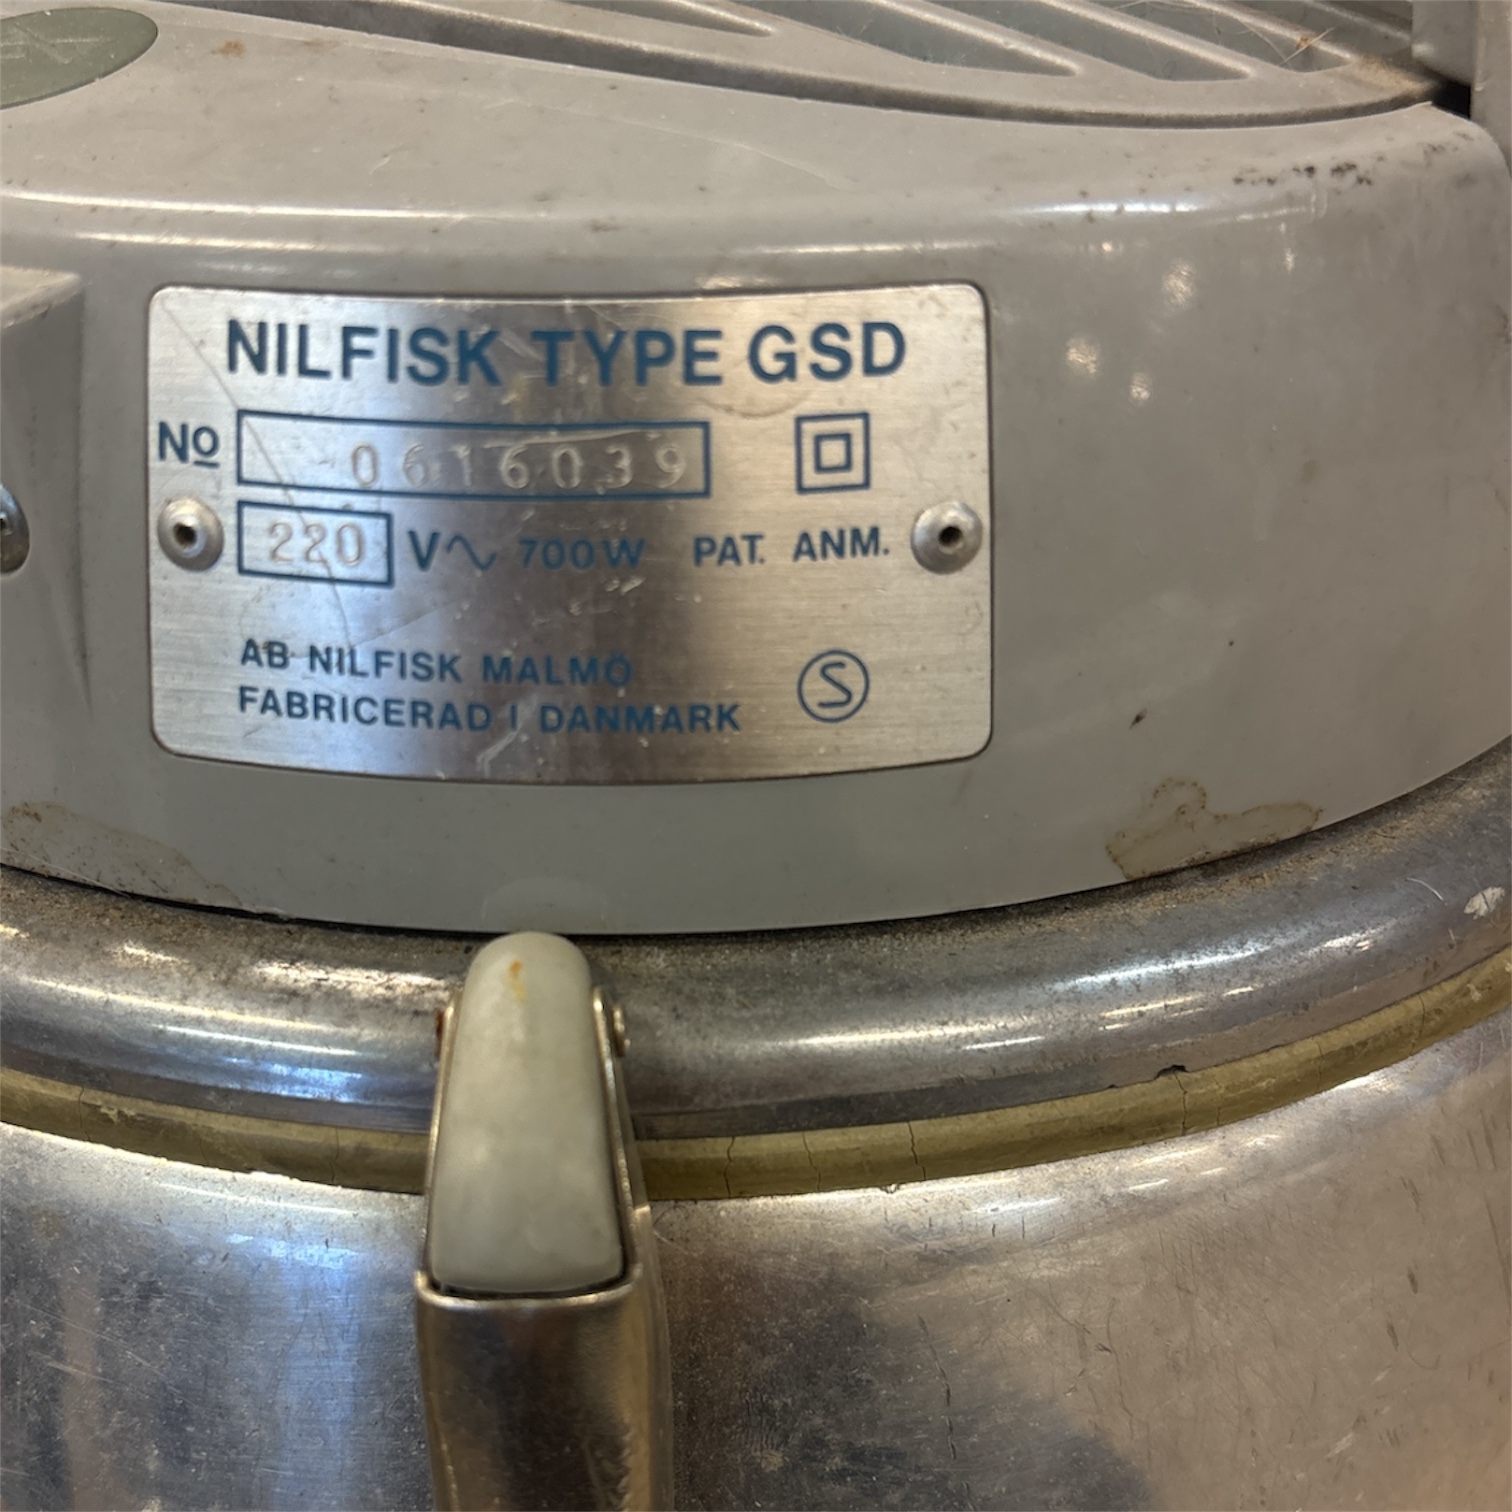 NILFISK TYPE GSD
No 0616039
220 V~ 700W PAT. ANM.
AB NILFISK MALMÖ
FABRICERAD I DANMARK
S